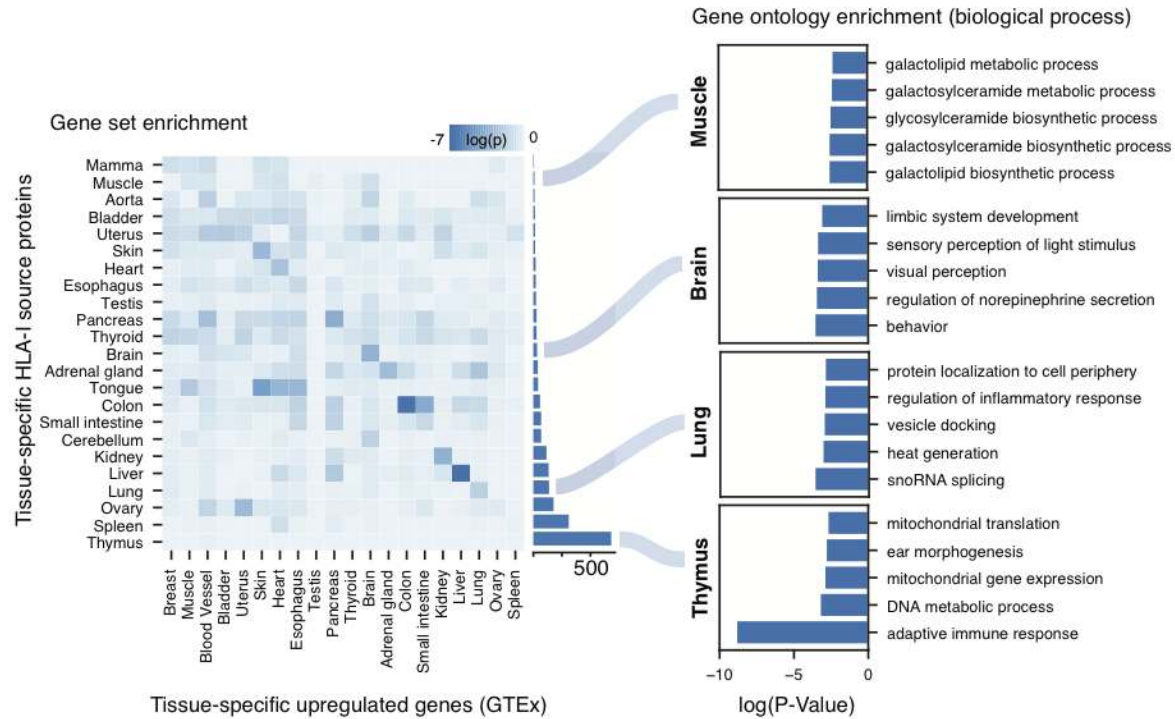 Gene ontology enrichment (biological process)
Gene set enrichment
-7
log(p)
0
Tissue-specific HLA-I source proteins
Mamma
Muscle
Aorta
Bladder
Uterus
Skin
Heart
Esophagus
Testis
Pancreas
Thyroid
Brain
Adrenal gland
Tongue
Colon
Small intestine
Cerebellum
Kidney
Liver
Lung
Ovary
Spleen
Thymus
500
Breast
Muscle
Blood Vessel
Bladder
Uterus
Skin
Heart
Esophagus
Testis
Pancreas
Thyroid
Brain
Adrenal gland
Colon
Small intestine
Kidney
Liver
Lung
Ovary
Spleen
Tissue-specific upregulated genes (GTEx)
Muscle
galactolipid metabolic process
galactosylceramide metabolic process
glycosylceramide biosynthetic process
galactosylceramide biosynthetic process
galactolipid biosynthetic process
Brain
limbic system development
sensory perception of light stimulus
visual perception
regulation of norepinephrine secretion
behavior
Lung
protein localization to cell periphery
regulation of inflammatory response
vesicle docking
heat generation
snoRNA splicing
Thymus
mitochondrial translation
ear morphogenesis
mitochondrial gene expression
DNA metabolic process
adaptive immune response
−10
−5
0
log(P-Value)